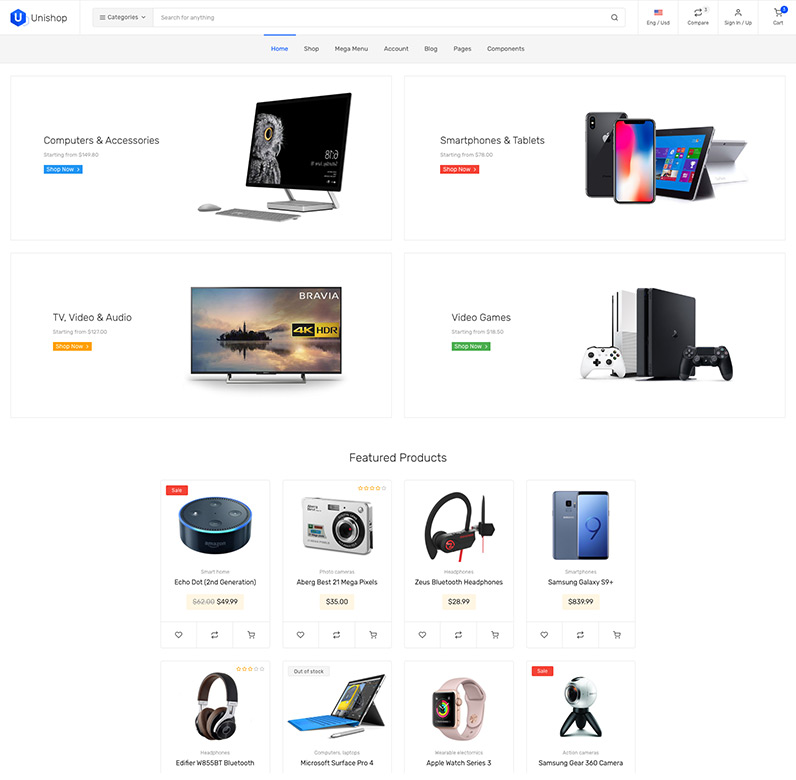 Unishop
Categories
Search for anything
Eng / Usd
3
Compare
Sign In / Up
3
Cart
Home
Shop
Mega Menu
Account
Blog
Pages
Components
Computers & Accessories
Starting from $149.80
Shop Now
Smartphones & Tablets
Starting from $78.00
Shop Now
TV, Video & Audio
Starting from $127.00
Shop Now
BRAVIA
4K HDR
Video Games
Starting from $18.50
Shop Now
Featured Products
Sale
amazon
Smart home
Echo Dot (2nd Generation)
$62.00 $49.99
Photo cameras
Aberg Best 21 Mega Pixels
$35.00
Headphones
Zeus Bluetooth Headphones
$28.99
9
Smartphones
Samsung Galaxy S9+
$839.99
Headphones
Edifier W855BT Bluetooth
Out of stock
Computers, laptops
Microsoft Surface Pro 4
Wearable electornics
Apple Watch Series 3
Sale
Action cameras
Samsung Gear 360 Camera